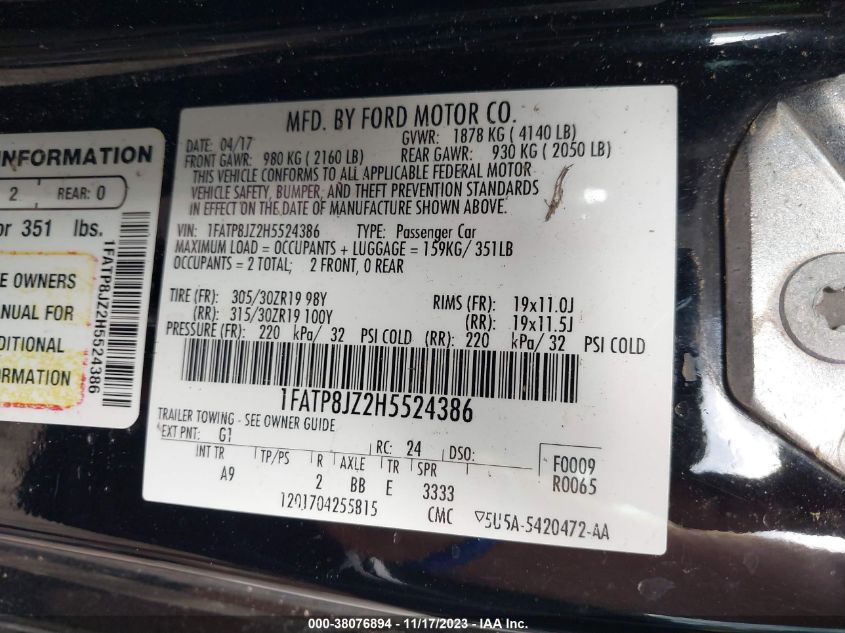 INFORMATION
2 REAR: 0
or 351 lbs.
OWNERS
ANUAL FOR
1FATP8JZ2H5524386
MFD. BY FORD MOTOR CO.
DATE: 04/17 GVWR: 1878 KG ( 4140 LB)
FRONT GAWR: 980 KG ( 2160 LB) REAR GAWR: 930 KG ( 2050 LB)
THIS VEHICLE CONFORMS TO ALL APPLICABLE FEDERAL MOTOR
VEHICLE SAFETY, BUMPER, AND THEFT PREVENTION STANDARDS
IN EFFECT ON THE DATE OF MANUFACTURE SHOWN ABOVE.
VIN: 1FATP8JZ2H5524386 TYPE: Passenger Car
MAXIMUM LOAD = OCCUPANTS + LUGGAGE = 159KG/ 351LB
OCCUPANTS = 2 TOTAL; 2 FRONT, 0 REAR
TIRE (FR): 305/30ZR19 98Y RIMS (FR): 19x11.0J
(RR): 315/30ZR19 100Y (RR): 19x11.5J
PRESSURE (FR): 220 kPa/ 32 PSI COLD (RR): 220 kPa/ 32 PSI COLD
1FATP8JZ2H5524386
TRAILER TOWING - SEE OWNER GUIDE
EXT PNT: G1 RC: 24 DSO:
INT TR TP/PS R AXLE TR SPR F0009
A9 2 BB E 3333 R0065
1201704255815 CMC ▽5U5A-5420472-AA
000-38076894 - 11/17/2023 - IAA Inc.